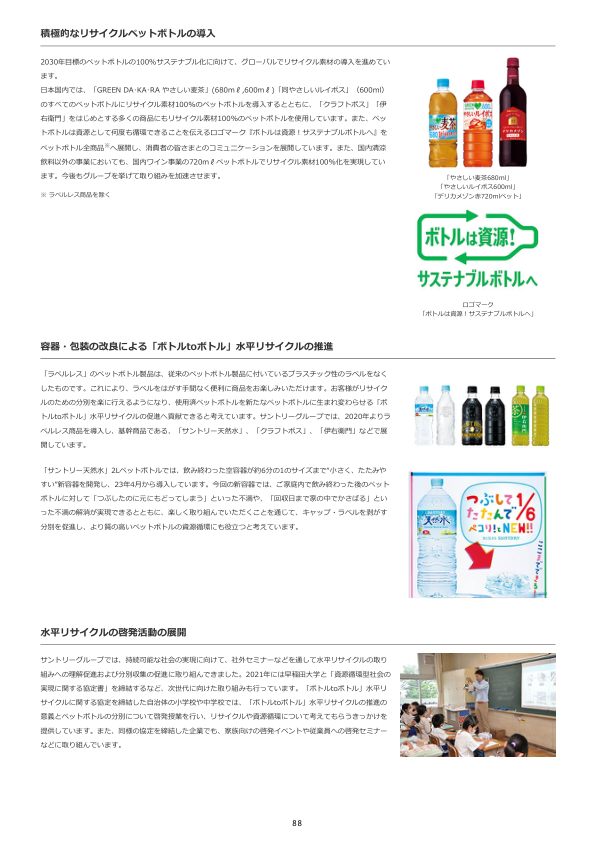 積極的なリサイクルペットボトルの導入
2030年目標のペットボトルの100%サステナブル化に向けて、グローバルでリサイクル素材の導入を進めてい
ます。
日本国内では、「GREEN DA･KA･RA やさしい麦茶」(680mℓ,600mℓ)「同やさしいルイボス」（600ml）
のすべてのペットボトルにリサイクル素材100%のペットボトルを導入するとともに、「クラフトボス」「伊
右衛門」をはじめとする多くの商品にもリサイクル素材100%のペットボトルを使用しています。また、ペッ
トボトルは資源として何度も循環できることを伝えるロゴマーク『ボトルは資源！サステナブルボトルへ』を
ペットボトル全商品※へ展開し、消費者の皆さまとのコミュニケーションを展開しています。また、国内清涼
飲料以外の事業においても、国内ワイン事業の720mℓペットボトルでリサイクル素材100%化を実現してい
ます。今後もグループを挙げて取り組みを加速させます。
※ ラベルレス商品を除く
「やさしい麦茶680ml」
「やさしいルイボス600ml」
「デリカメゾン赤720mlペット」
ボトルは資源!
サステナブルボトルへ
ロゴマーク
「ボトルは資源！サステナブルボトルへ」
容器・包装の改良による「ボトルtoボトル」水平リサイクルの推進
「ラベルレス」のペットボトル製品は、従来のペットボトル製品に付いているプラスチック性のラベルをなく
したものです。これにより、ラベルをはがす手間なく便利に商品をお楽しみいただけます。お客様がリサイク
ルのための分別を楽に行えるようになり、使用済ペットボトルを新たなペットボトルに生まれ変わらせる「ボ
トルtoボトル」水平リサイクルの促進へ貢献できると考えています。サントリーグループでは、2020年よりラ
ベルレス商品を導入し、基幹商品である、「サントリー天然水」、「クラフトボス」、「伊右衛門」などで展
開しています。
「サントリー天然水」2Lペットボトルでは、飲み終わった空容器が約6分の1のサイズまで"小さく、たたみや
すい"新容器を開発し、23年4月から導入しています。今回の新容器では、ご家庭内で飲み終わった後のペット
ボトルに対して「つぶしたのに元にもどってしまう」といった不満や、「回収日まで家の中でかさばる」とい
った不満の解消が実現できるとともに、楽しく取り組んでいただくことを通じて、キャップ・ラベルを剥がす
分別を促進し、より質の高いペットボトルの資源循環にも役立つと考えています。
天然水
つぶして
たたんで1/6
ペコリ!とNEW!!
水平リサイクルの啓発活動の展開
サントリーグループでは、持続可能な社会の実現に向けて、社外セミナーなどを通して水平リサイクルの取り
組みへの理解促進および分別収集の促進に取り組んできました。2021年には早稲田大学と「資源循環型社会の
実現に関する協定書」を締結するなど、次世代に向けた取り組みも行っています。「ボトルtoボトル」水平リ
サイクルに関する協定を締結した自治体の小学校や中学校では、「ボトルtoボトル」水平リサイクルの推進の
意義とペットボトルの分別について啓発授業を行い、リサイクルや資源循環について考えてもらうきっかけを
提供しています。また、同様の協定を締結した企業でも、家族向けの啓発イベントや従業員への啓発セミナー
などに取り組んでいます。
88